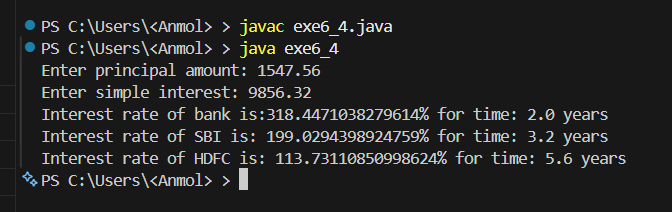 PS C:\Users\<Anmol> > javac exe6_4.java
PS C:\Users\<Anmol> > java exe6_4
Enter principal amount: 1547.56
Enter simple interest: 9856.32
Interest rate of bank is:318.4471038279614% for time: 2.0 years
Interest rate of SBI is: 199.0294398924759% for time: 3.2 years
Interest rate of HDFC is: 113.73110850998624% for time: 5.6 years
PS C:\Users\<Anmol> >